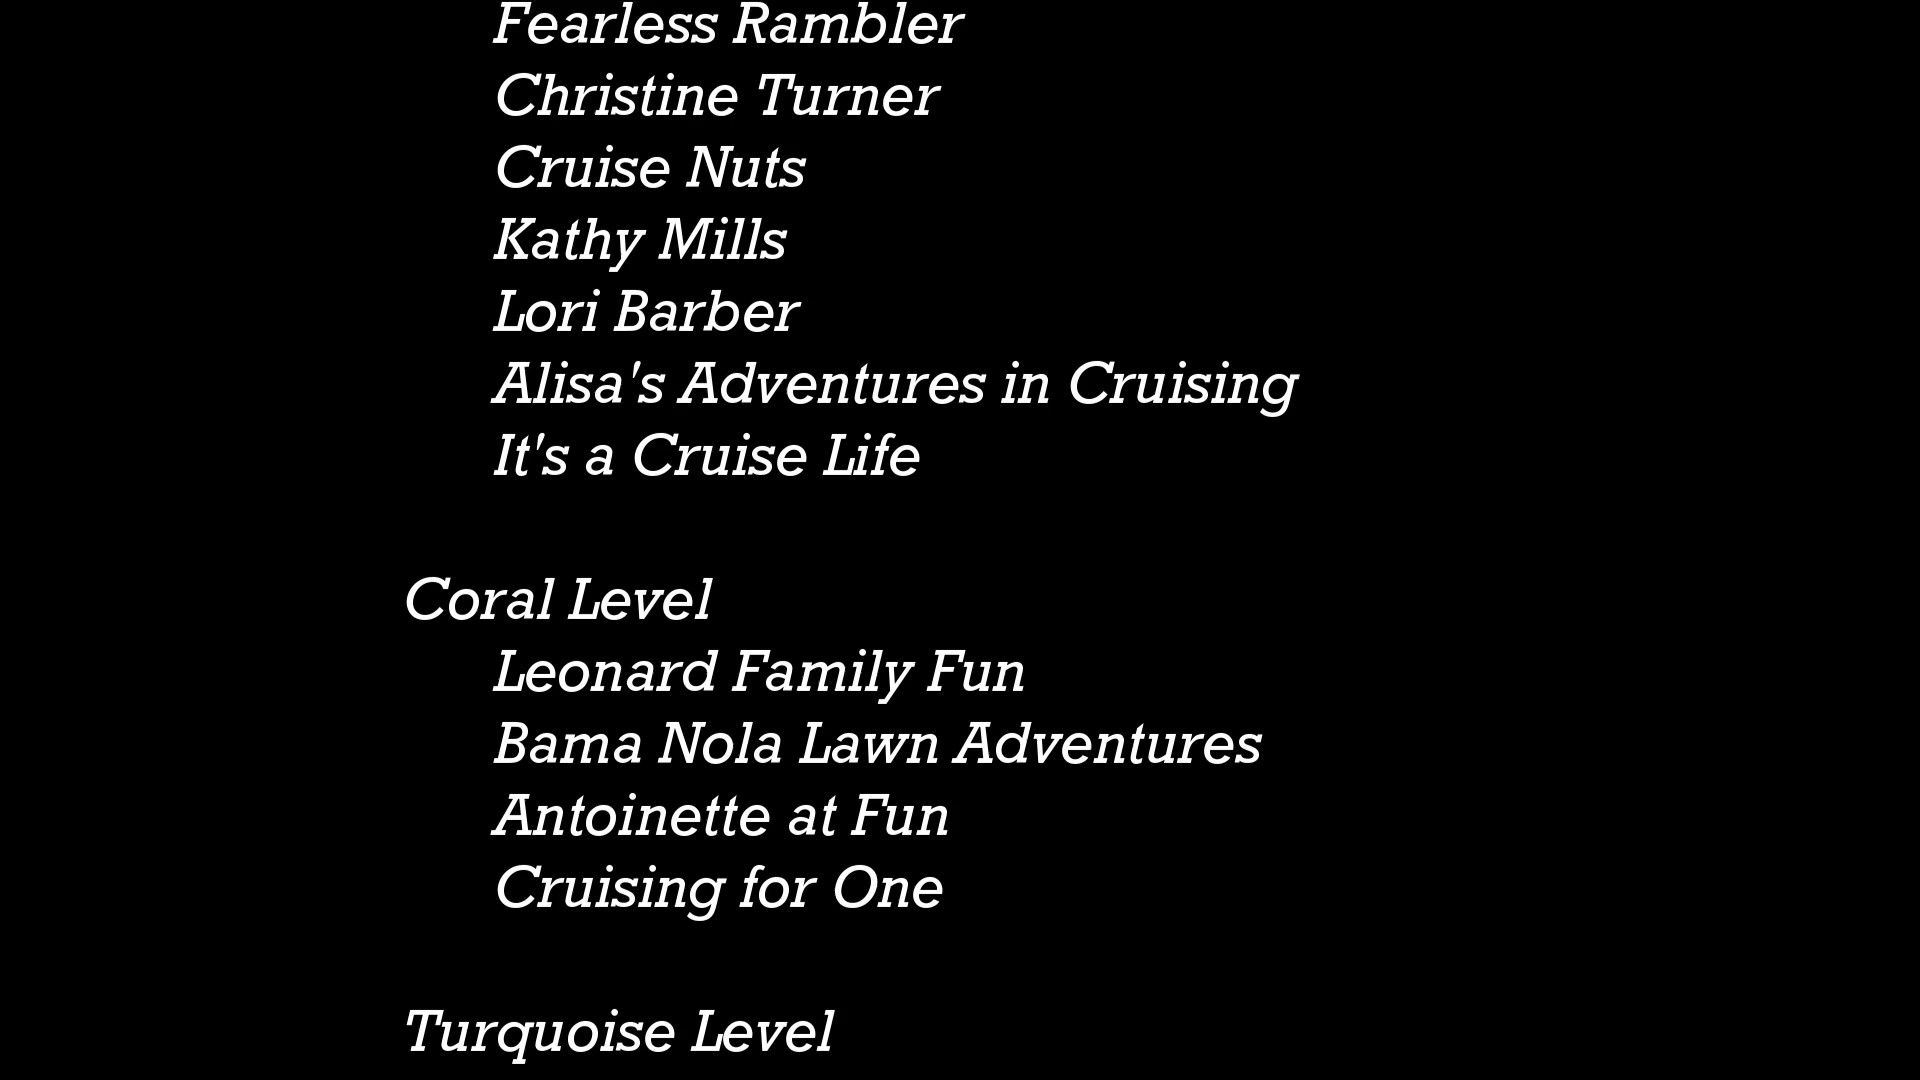 Fearless Rambler
Christine Turner
Cruise Nuts
Kathy Mills
Lori Barber
Alisa's Adventures in Cruising
It's a Cruise Life
Coral Level
Leonard Family Fun
Bama Nola Lawn Adventures
Antoinette at Fun
Cruising for One
Turquoise Level